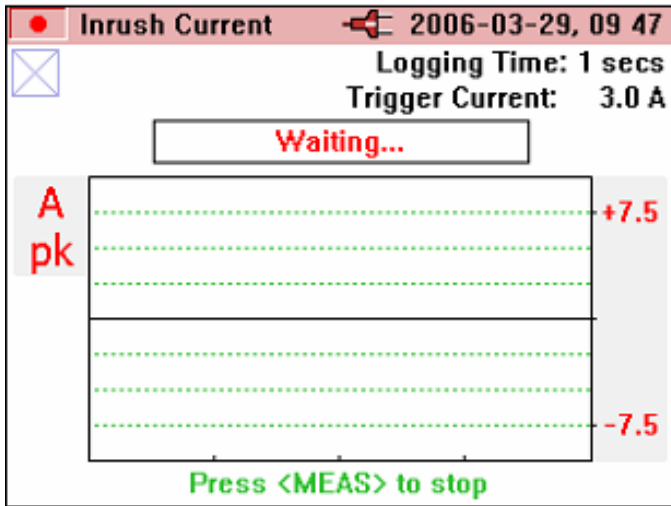 Inrush Current 2006-03-29, 09 47
Logging Time: 1 secs
Trigger Current: 3.0 A
Waiting...
A
pk
+7.5
-7.5
Press <MEAS> to stop